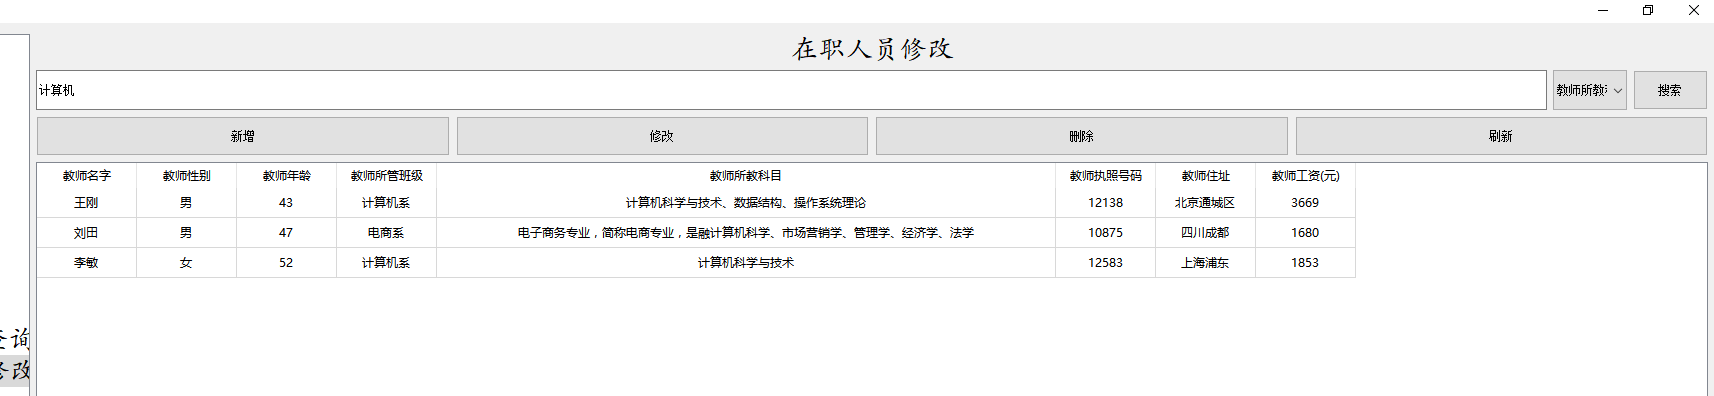 在职人员修改
计算机 教师所教 搜索
新增 修改 删除 刷新
教师名字 教师性别 教师年龄 教师所管班级 教师所教科目 教师执照号码 教师住址 教师工资(元)
王刚 男 43 计算机系 计算机科学与技术、数据结构、操作系统理论 12138 北京通城区 3669
刘田 男 47 电商系 电子商务专业，简称电商专业，是融计算机科学、市场营销学、管理学、经济学、法学 10875 四川成都 1680
李敏 女 52 计算机系 计算机科学与技术 12583 上海浦东 1853
查询
修改